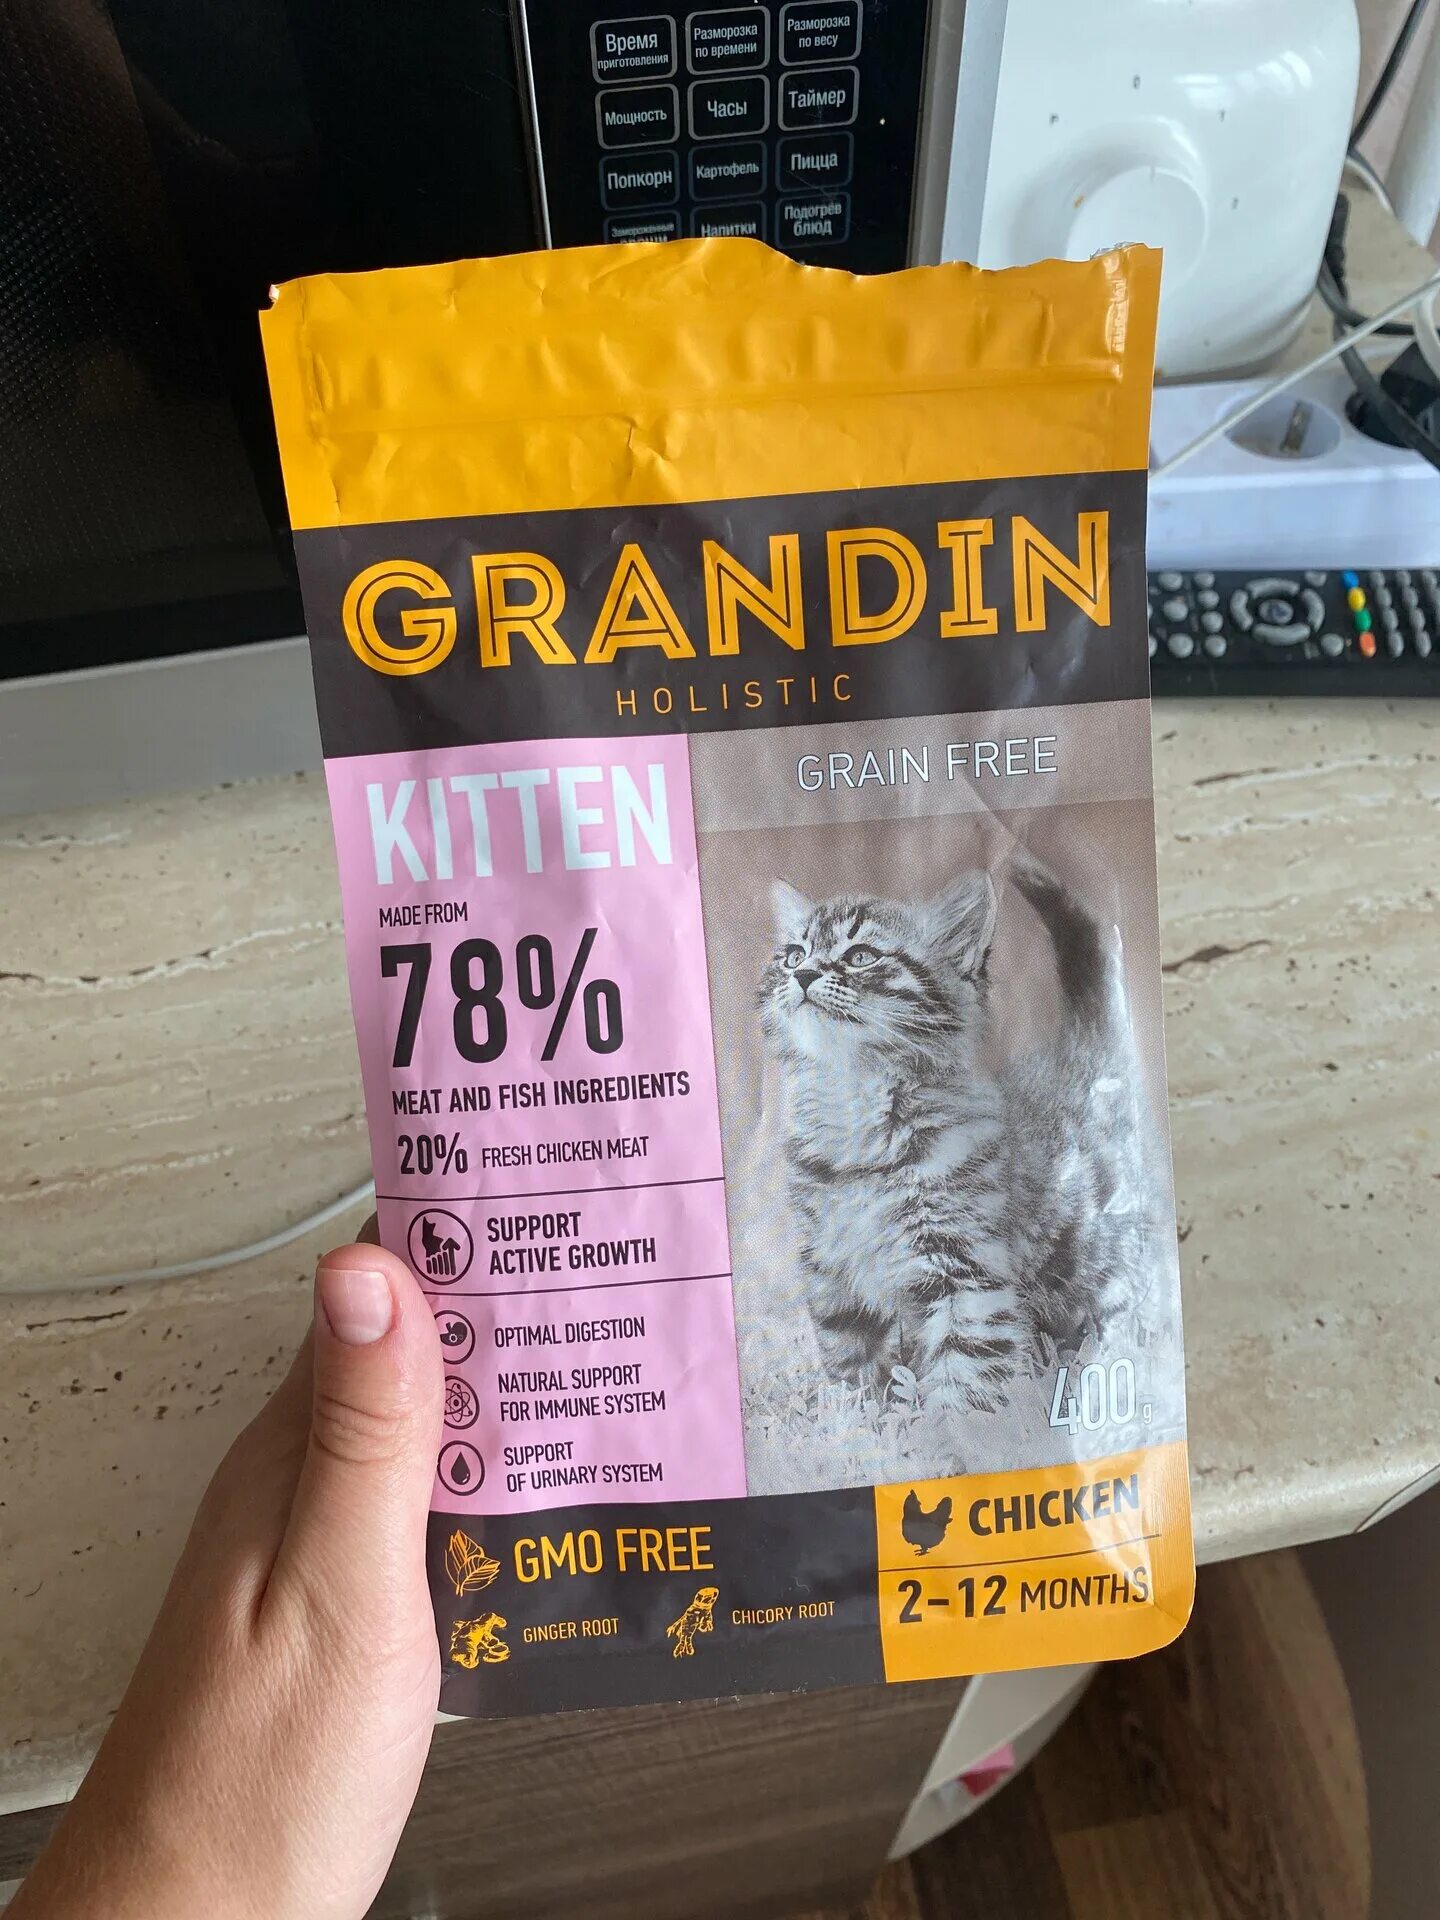 Время
приготовления
Разморозка
по времени
Разморозка
по весу
Мощность
Часы
Таймер
Попкорн
Картофель
Пицца
Замороженные
Напитки
Подогрев
блюд
GRANDIN
HOLISTIC
KITTEN
GRAIN FREE
MADE FROM
78%
MEAT AND FISH INGREDIENTS
20% FRESH CHICKEN MEAT
SUPPORT
ACTIVE GROWTH
OPTIMAL DIGESTION
NATURAL SUPPORT
FOR IMMUNE SYSTEM
SUPPORT
OF URINARY SYSTEM
400g
GMO FREE
GINGER ROOT
CHICORY ROOT
CHICKEN
2-12 MONTHS